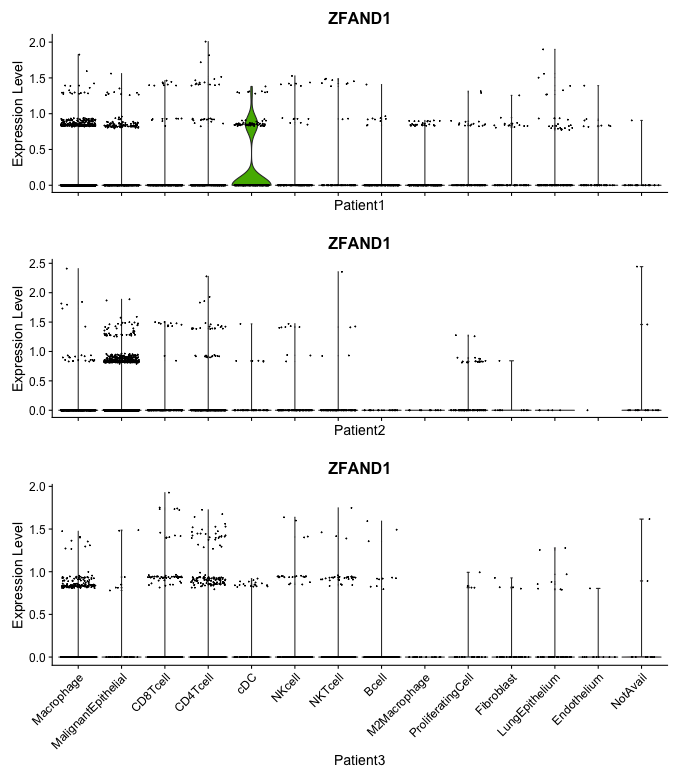 ZFAND1
Expression Level
2.0
1.5
1.0
0.5
0.0
Patient1
ZFAND1
Expression Level
2.5
2.0
1.5
1.0
0.5
0.0
Patient2
ZFAND1
Expression Level
2.0
1.5
1.0
0.5
0.0
Macrophage
MalignantEpithelial
CD8Tcell
CD4Tcell
cDC
NKcell
NKTcell
Bcell
M2Macrophage
ProliferatingCell
Fibroblast
LungEpithelium
Endothelium
NotAvail
Patient3